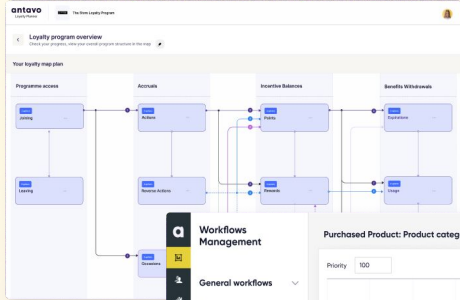 antavo
Loyalty Planner
The Store Loyalty Program
Loyalty program overview
Check your progress, view your overall program structure in the map
Your loyalty map plan
Programme access
Accruals
Incentive Balances
Benefits Withdrawals
Joining
Actions
Points
Expirations
Leaving
Reverse Actions
Rewards
Usage
Occasions
a
Workflows
Management
General workflows
Purchased Product: Product categ
Priority
100